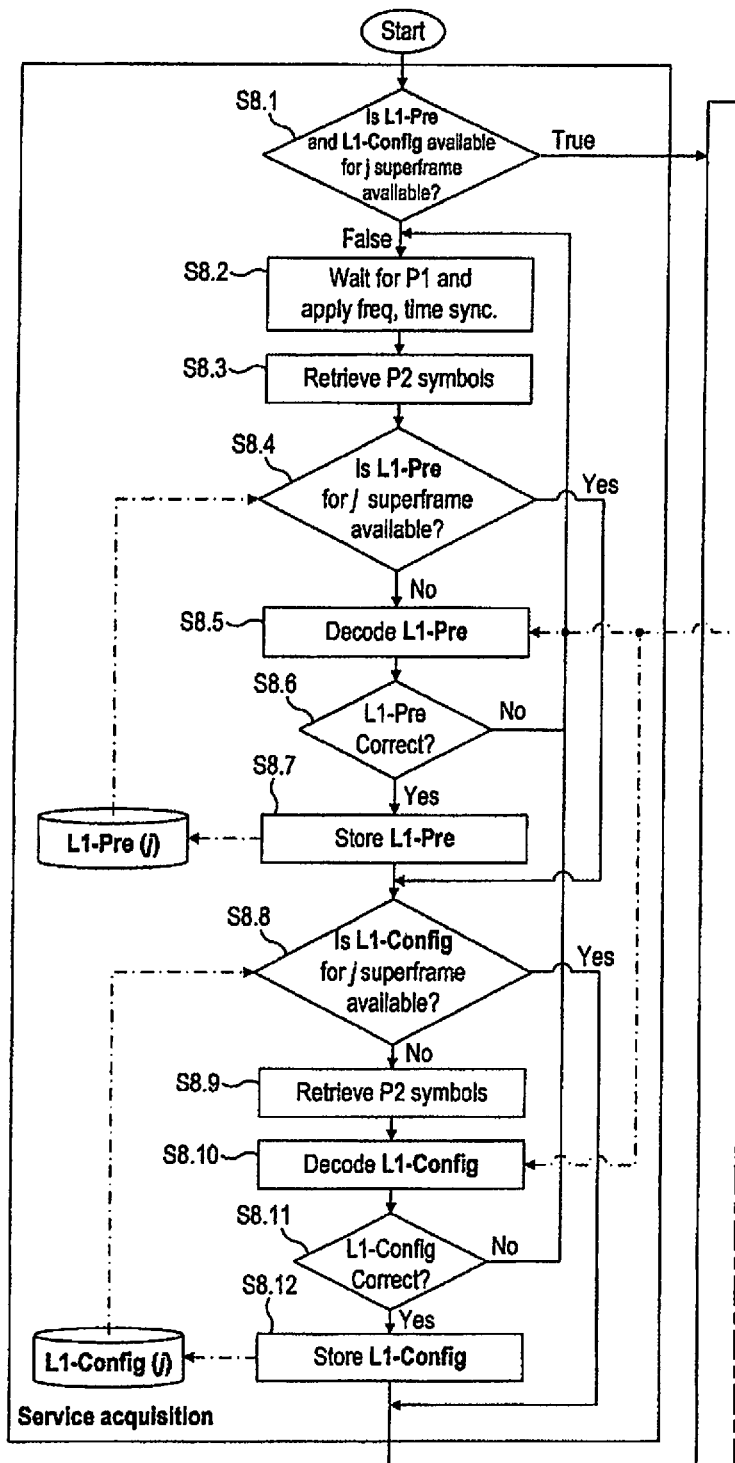 Start
S8.1
Is L1-Pre
and L1-Config available
for j superframe
available?
True
False
S8.2
Wait for P1 and
apply freq, time sync.
S8.3
Retrieve P2 symbols
S8.4
Is L1-Pre
for j superframe
available?
Yes
No
S8.5
Decode L1-Pre
S8.6
L1-Pre
Correct?
No
Yes
S8.7
Store L1-Pre
L1-Pre (j)
S8.8
Is L1-Config
for j superframe
available?
Yes
No
S8.9
Retrieve P2 symbols
S8.10
Decode L1-Config
S8.11
L1-Config
Correct?
No
Yes
S8.12
Store L1-Config
L1-Config (j)
Service acquisition